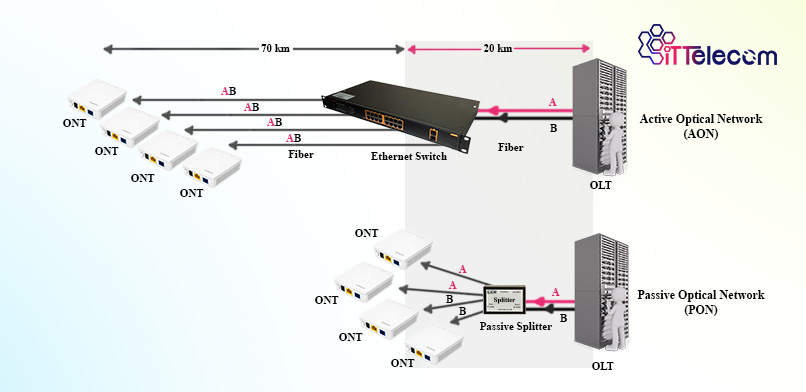 70 km
20 km
iTTelecom
AB
AB
AB
AB
A
B
ONT
ONT
ONT
ONT
Fiber
Ethernet Switch
Fiber
OLT
Active Optical Network
(AON)
ONT
ONT
ONT
ONT
A
A
B
B
Splitter
Passive Splitter
A
B
OLT
Passive Optical Network
(PON)